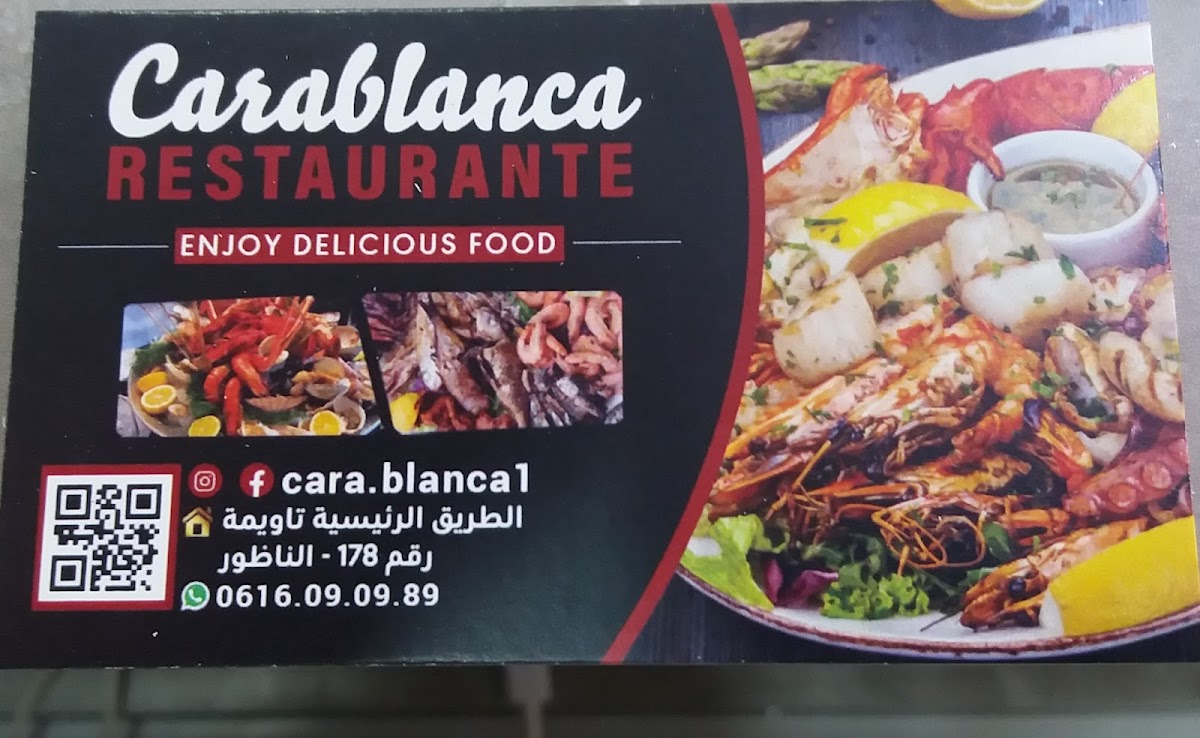 Carablanca
RESTAURANTE
ENJOY DELICIOUS FOOD
cara.blanca1
الطريق الرئيسية تاويمة
رقم 178 - الناظور
0616.09.09.89